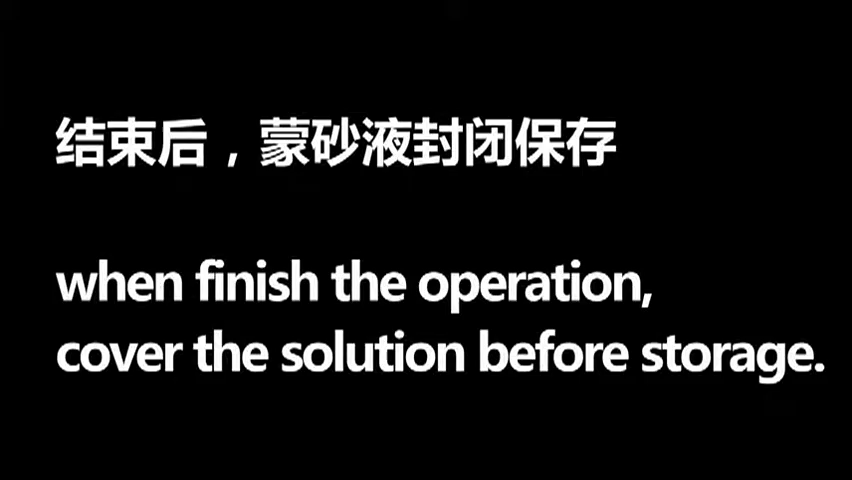 结束后，蒙砂液封闭保存
when finish the operation,
cover the solution before storage.